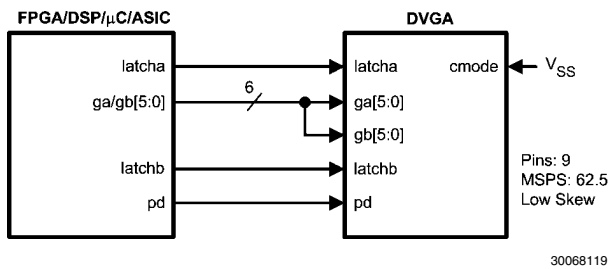 FPGA/DSP/μC/ASIC
DVGA
latcha
ga/gb[5:0]
latchb
pd
6
latcha
ga[5:0]
gb[5:0]
latchb
pd
cmode
VSS
Pins: 9
MSPS: 62.5
Low Skew
30068119